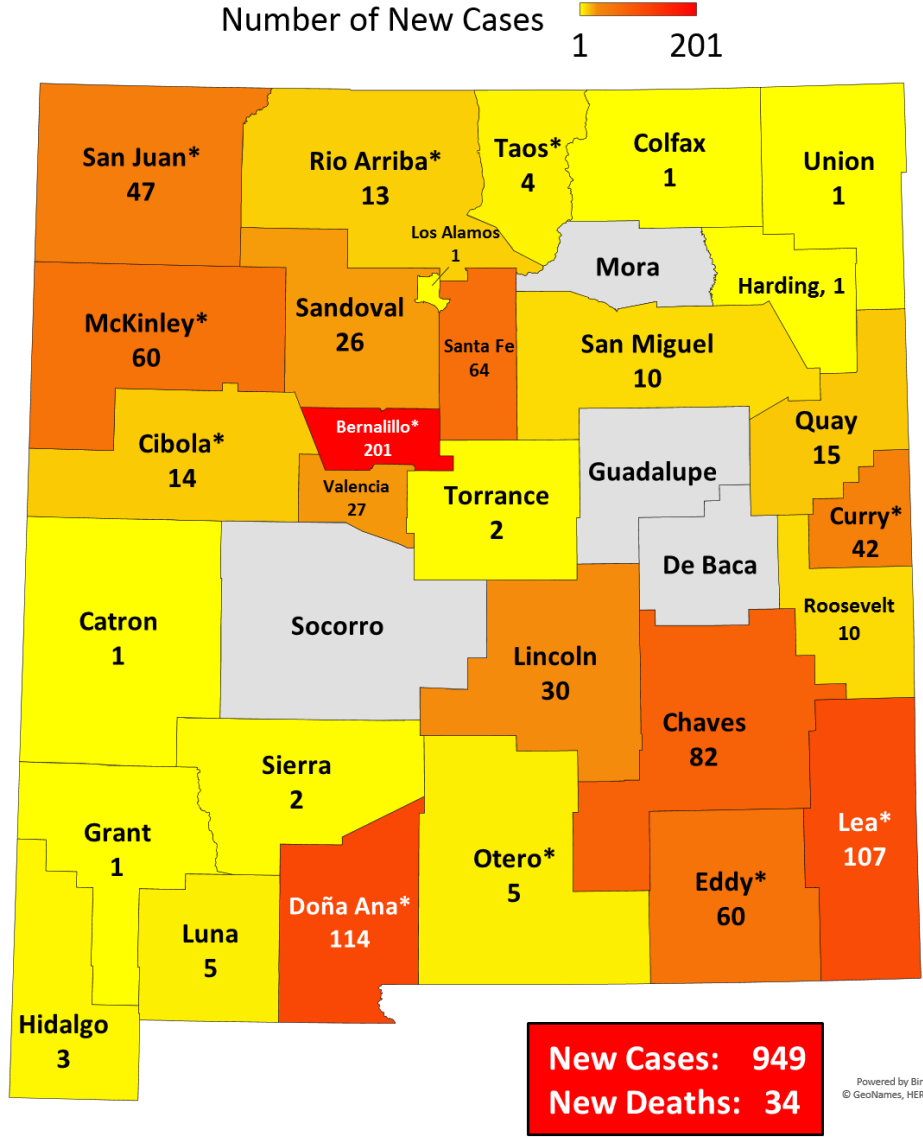 Number of New Cases
1 201
San Juan*
47
Rio Arriba*
13
Taos*
4
Colfax
1
Union
1
Los Alamos
1
Mora
Harding, 1
McKinley*
60
Sandoval
26
Santa Fe
64
San Miguel
10
Cibola*
14
Bernalillo*
201
Valencia
27
Torrance
2
Guadalupe
Quay
15
Curry*
42
De Baca
Roosevelt
10
Catron
1
Socorro
Lincoln
30
Chaves
82
Sierra
2
Grant
1
Otero*
5
Eddy*
60
Lea*
107
Luna
5
Doña Ana*
114
Hidalgo
3
New Cases: 949
New Deaths: 34
Powered by Bin
© GeoNames, HER